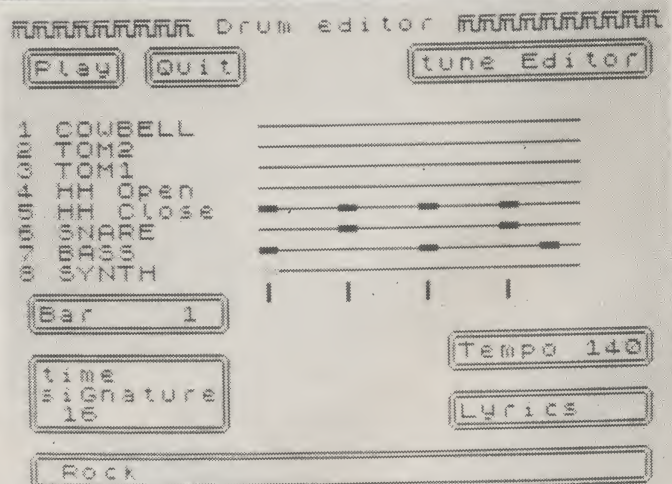 Drum editor
Play Quit tune Editor
1 COWBELL
2 TOM2
3 TOM1
4 HH Open
5 HH Close
6 SNARE
7 BASS
8 SYNTH
Bar 1
Tempo 140
time
siGnature
16
Lyrics
Rock